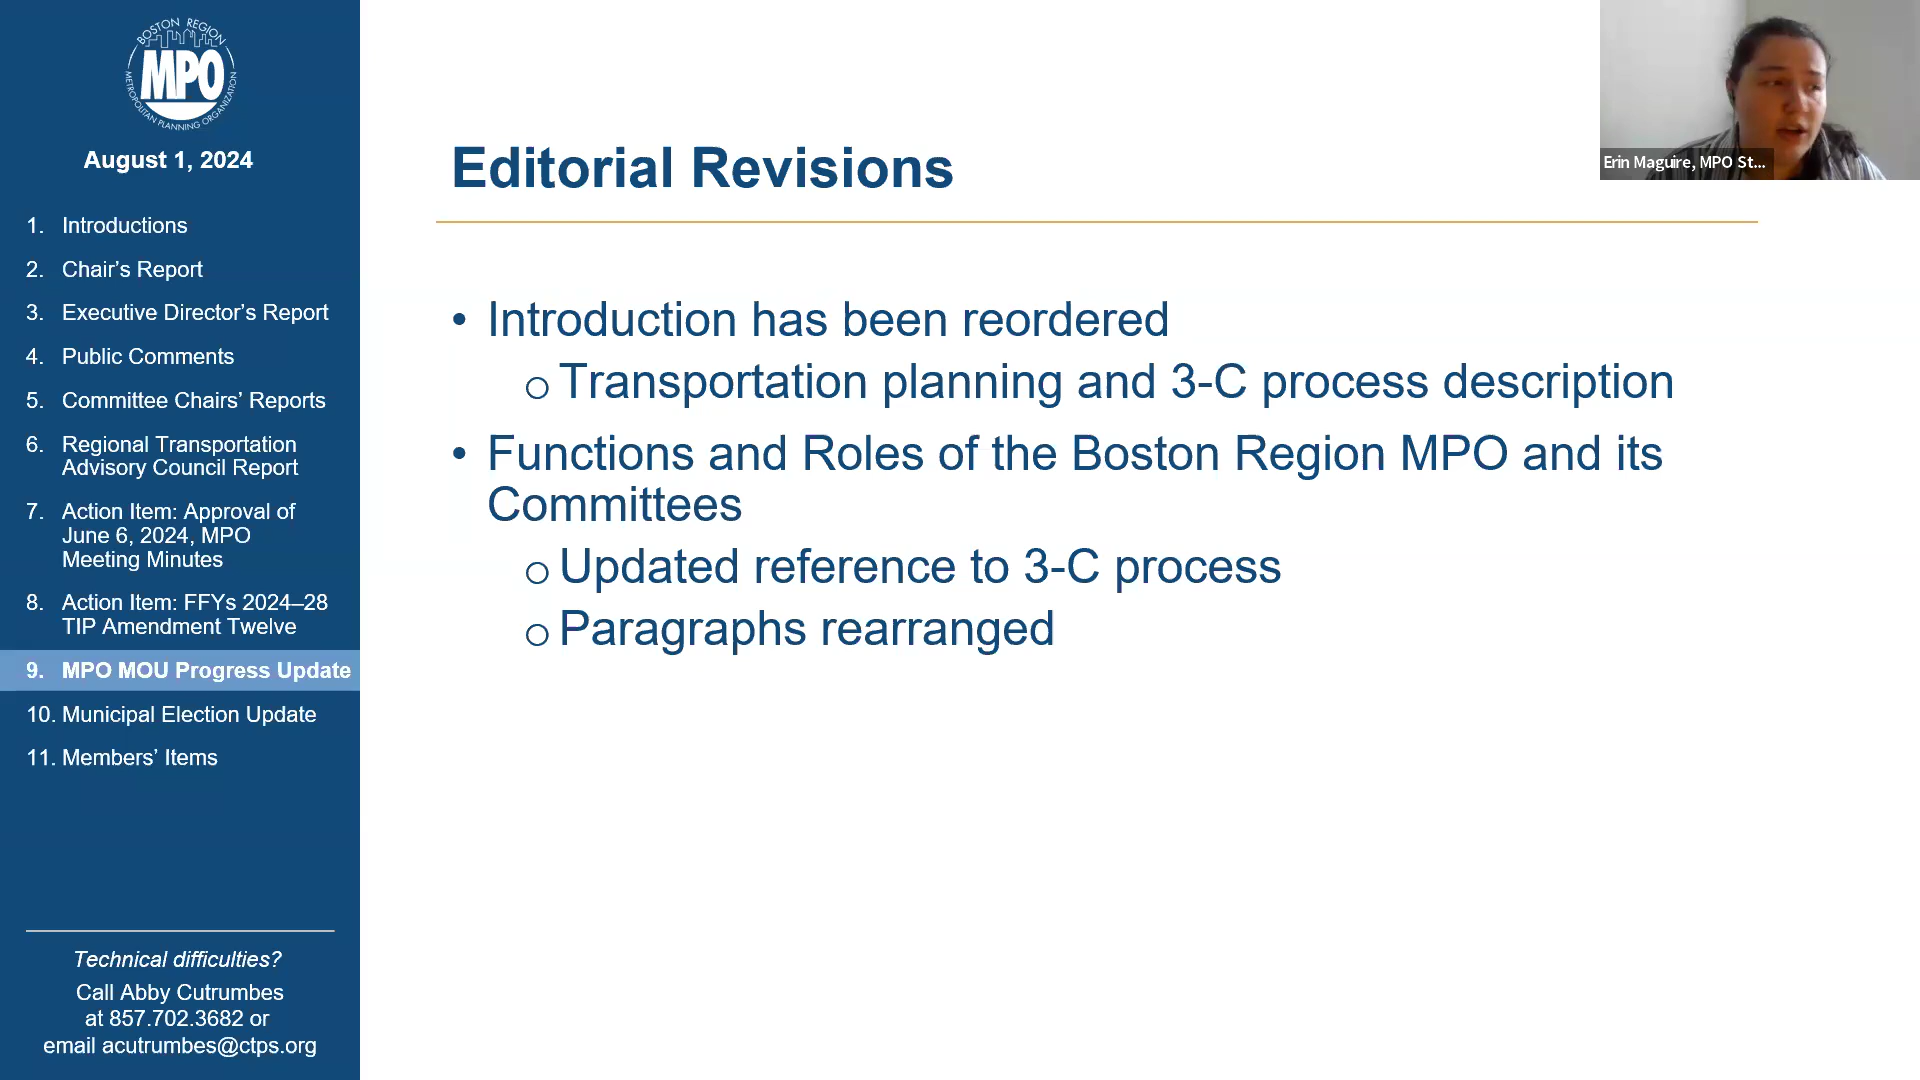 BOSTON REGION
MPO
METROPOLITAN PLANNING ORGANIZATION
August 1, 2024
1. Introductions
2. Chair’s Report
3. Executive Director’s Report
4. Public Comments
5. Committee Chairs’ Reports
6. Regional Transportation
Advisory Council Report
7. Action Item: Approval of
June 6, 2024, MPO
Meeting Minutes
8. Action Item: FFYs 2024–28
TIP Amendment Twelve
9. MPO MOU Progress Update
10. Municipal Election Update
11. Members’ Items
Technical difficulties?
Call Abby Cutrumbes
at 857.702.3682 or
email acutrumbes@ctps.org
Editorial Revisions
• Introduction has been reordered
o Transportation planning and 3-C process description
• Functions and Roles of the Boston Region MPO and its
Committees
o Updated reference to 3-C process
o Paragraphs rearranged
Erin Maguire, MPO St...